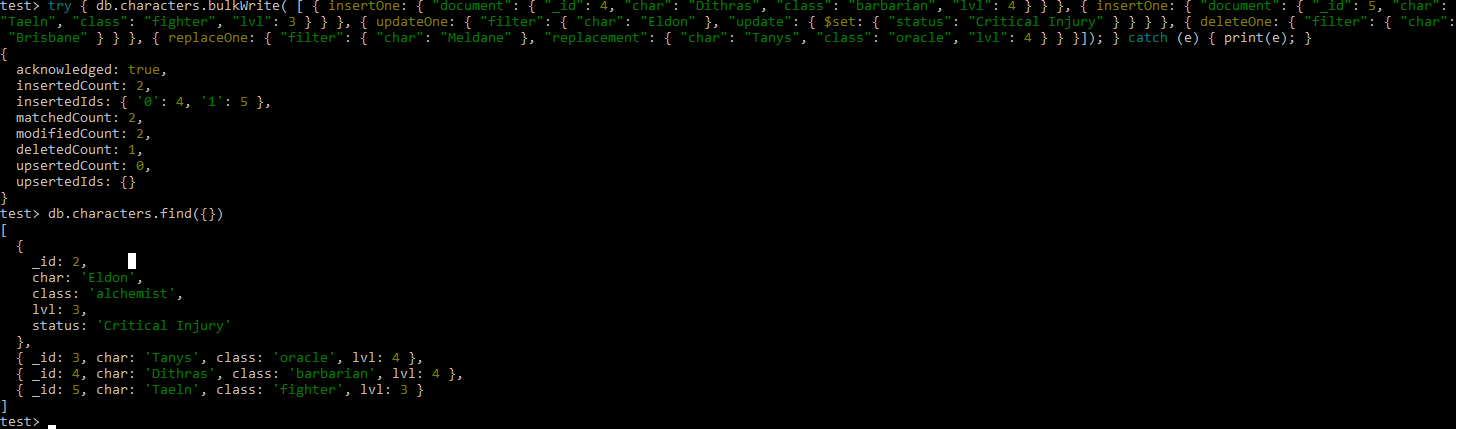 test> try { db.characters.bulkWrite( [ { insertOne: { "document": { "_id": 4, "char": "Dithras", "class": "barbarian", "lvl": 4 } } }, { insertOne: { "document": { "_id": 5, "char":
"Taeln", "class": "fighter", "lvl": 3 } } }, { updateOne: { "filter": { "char": "Eldon" }, "update": { $set: { "status": "Critical Injury" } } } }, { deleteOne: { "filter": { "char":
"Brisbane" } } }, { replaceOne: { "filter": { "char": "Meldane" }, "replacement": { "char": "Tanys", "class": "oracle", "lvl": 4 } } }]); } catch (e) { print(e); }
{
  acknowledged: true,
  insertedCount: 2,
  insertedIds: { '0': 4, '1': 5 },
  matchedCount: 2,
  modifiedCount: 2,
  deletedCount: 1,
  upsertedCount: 0,
  upsertedIds: {}
}
test> db.characters.find({})
[
  {
    _id: 2,
    char: 'Eldon',
    class: 'alchemist',
    lvl: 3,
    status: 'Critical Injury'
  },
  { _id: 3, char: 'Tanys', class: 'oracle', lvl: 4 },
  { _id: 4, char: 'Dithras', class: 'barbarian', lvl: 4 },
  { _id: 5, char: 'Taeln', class: 'fighter', lvl: 3 }
]
test>